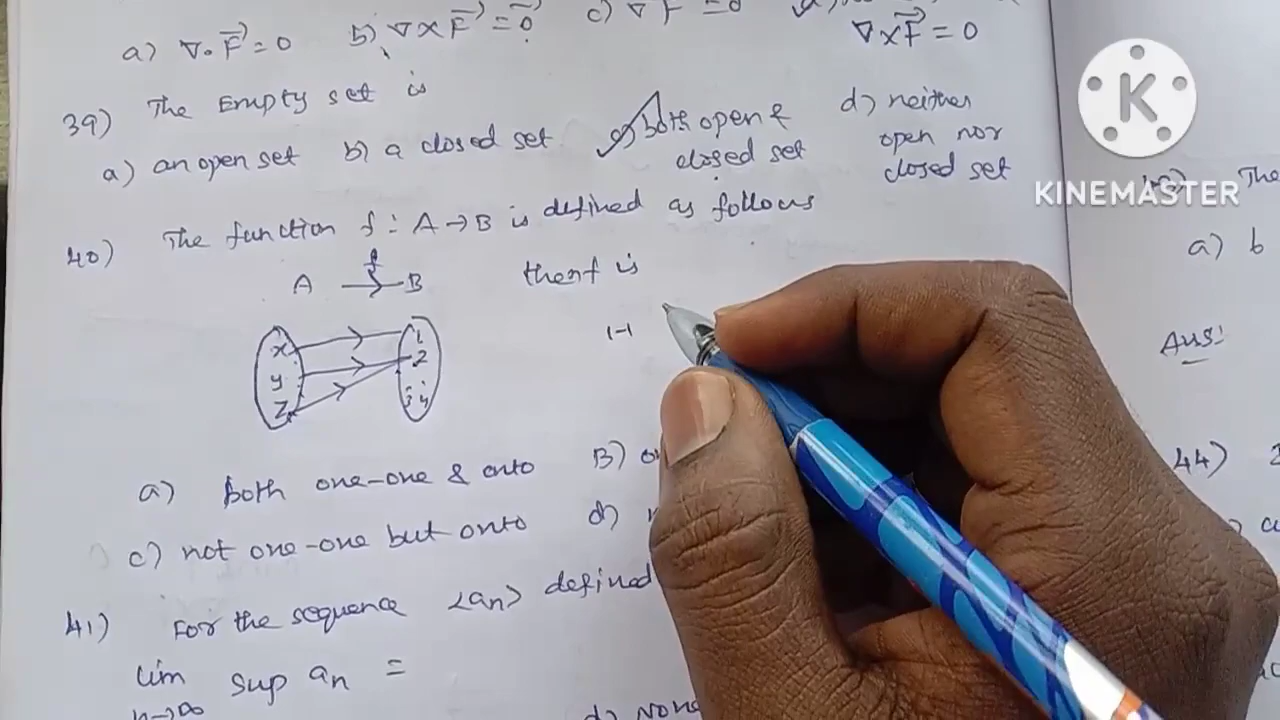 a) ∇. F⃗ = 0 b) ∇ X F⃗ = 0⃗ c) ∇ F = 0
∇ X F⃗ = 0
39) The Empty set is
a) an open set b) a closed set c) both open & closed set d) neither open nor closed set
40) The function f : A → B is defined as follows
A f → B then f is
x 1
y 2
z 3
4
1-1
a) both one-one & onto B)
c) not one-one but onto d)
41) For the sequence <an> defined
lim sup an =
n→∞
d) None
K
KINEMASTER
The
a) b
Ans:
44)